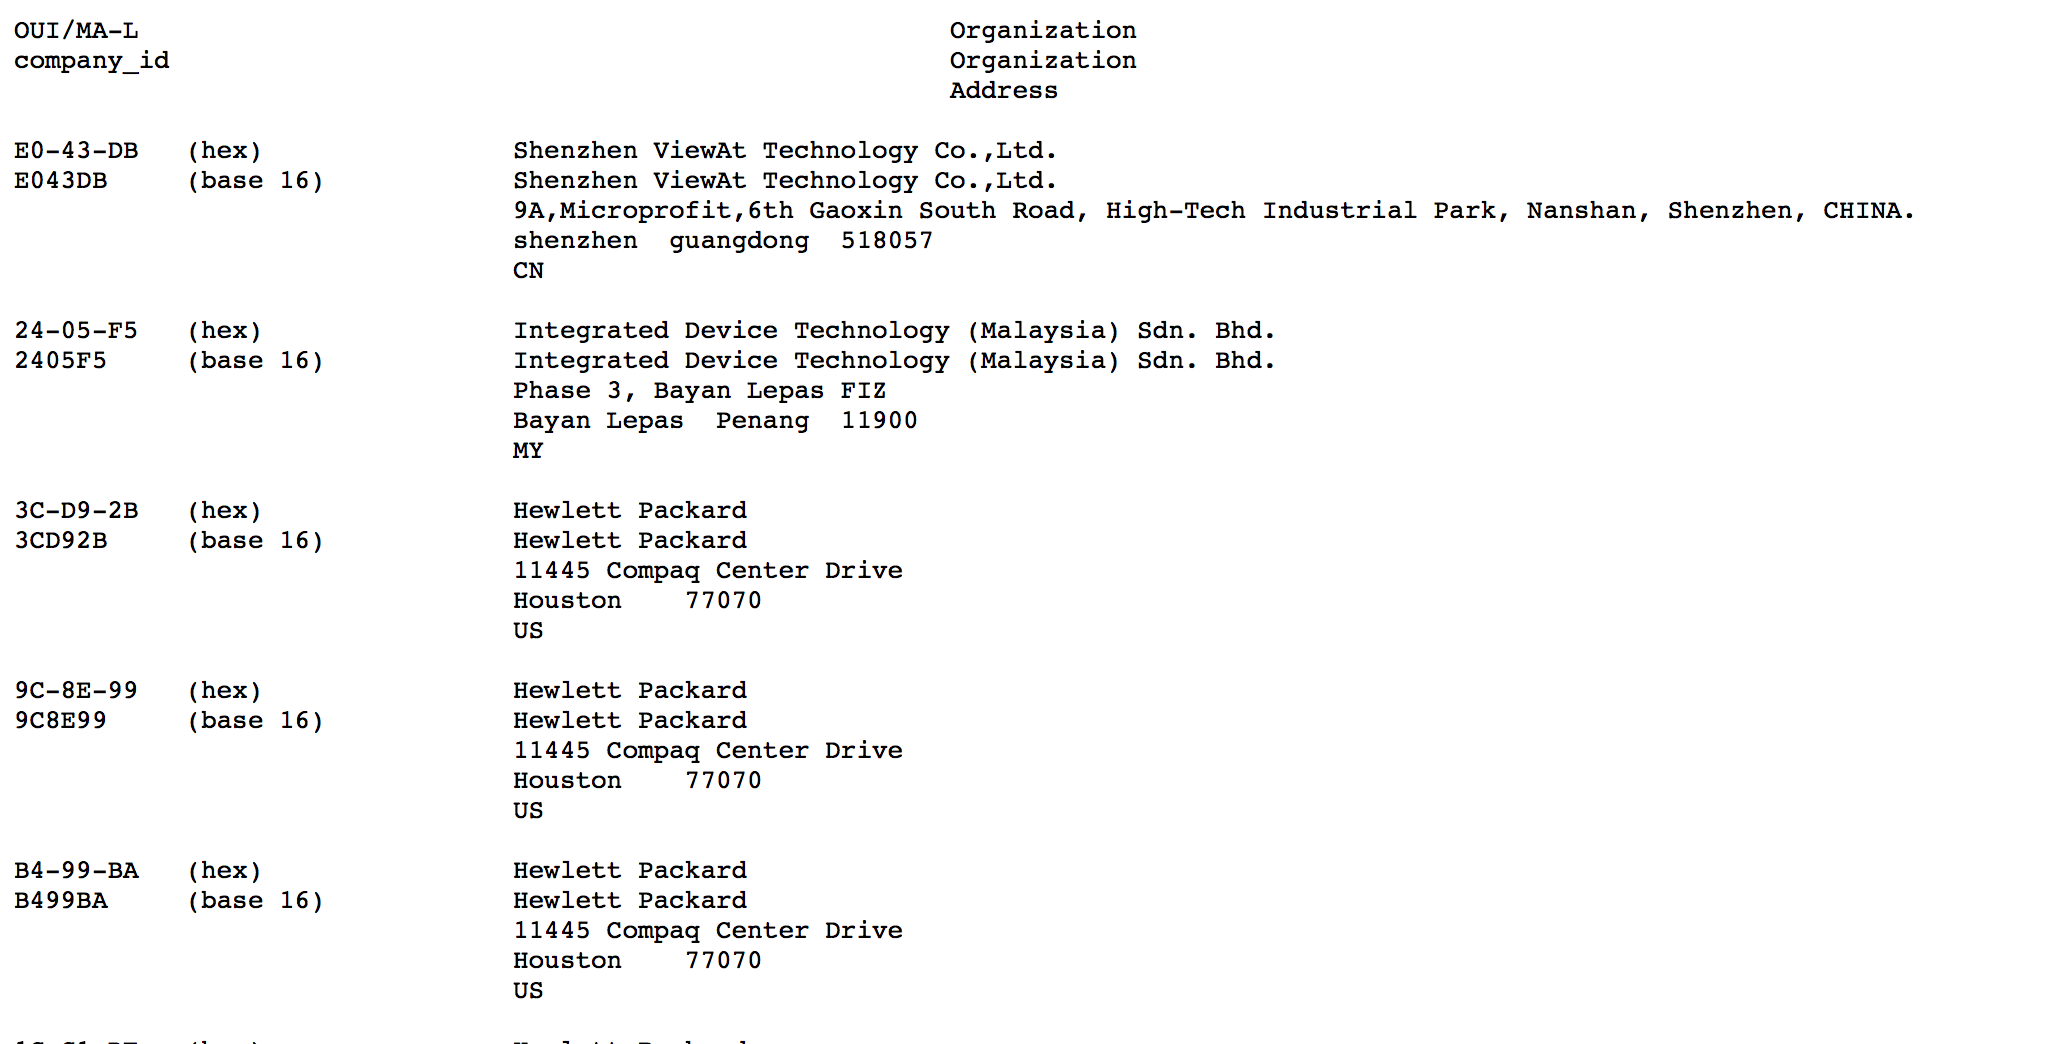 OUI/MA-L Organization
company_id Organization
Address
E0-43-DB (hex) Shenzhen ViewAt Technology Co.,Ltd.
E043DB (base 16) Shenzhen ViewAt Technology Co.,Ltd.
9A,Microprofit,6th Gaoxin South Road, High-Tech Industrial Park, Nanshan, Shenzhen, CHINA.
shenzhen guangdong 518057
CN
24-05-F5 (hex) Integrated Device Technology (Malaysia) Sdn. Bhd.
2405F5 (base 16) Integrated Device Technology (Malaysia) Sdn. Bhd.
Phase 3, Bayan Lepas FIZ
Bayan Lepas Penang 11900
MY
3C-D9-2B (hex) Hewlett Packard
3CD92B (base 16) Hewlett Packard
11445 Compaq Center Drive
Houston 77070
US
9C-8E-99 (hex) Hewlett Packard
9C8E99 (base 16) Hewlett Packard
11445 Compaq Center Drive
Houston 77070
US
B4-99-BA (hex) Hewlett Packard
B499BA (base 16) Hewlett Packard
11445 Compaq Center Drive
Houston 77070
US